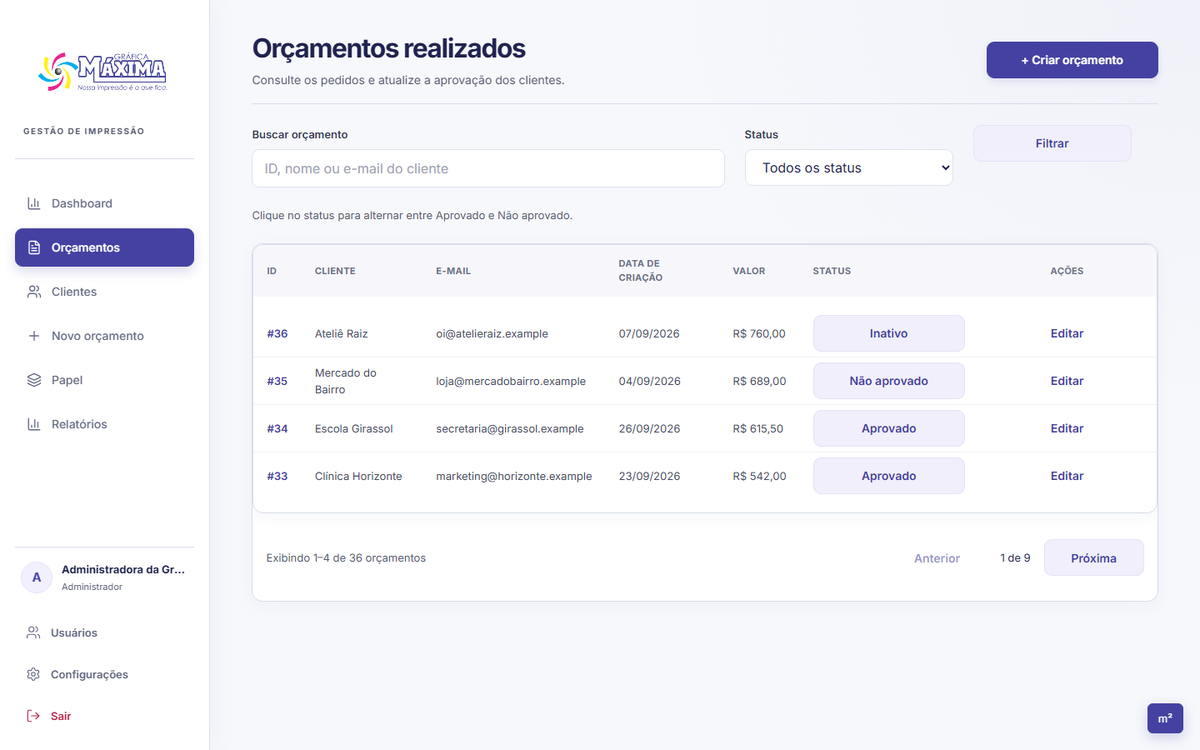 GRÁFICA
MÁXIMA
Nossa impressão é o que fica.
GESTÃO DE IMPRESSÃO
Dashboard
Orçamentos
Clientes
Novo orçamento
Papel
Relatórios
A
Administradora da Gr...
Administrador
Usuários
Configurações
Sair
Orçamentos realizados
Consulte os pedidos e atualize a aprovação dos clientes.
+ Criar orçamento
Buscar orçamento
ID, nome ou e-mail do cliente
Status
Todos os status
Filtrar
Clique no status para alternar entre Aprovado e Não aprovado.
ID CLIENTE E-MAIL DATA DE CRIAÇÃO VALOR STATUS AÇÕES
#36 Ateliê Raiz oi@atelieraiz.example 07/09/2026 R$ 760,00 Inativo Editar
#35 Mercado do Bairro loja@mercadobairro.example 04/09/2026 R$ 689,00 Não aprovado Editar
#34 Escola Girassol secretaria@girassol.example 26/09/2026 R$ 615,50 Aprovado Editar
#33 Clínica Horizonte marketing@horizonte.example 23/09/2026 R$ 542,00 Aprovado Editar
Exibindo 1–4 de 36 orçamentos
Anterior 1 de 9 Próxima
m²